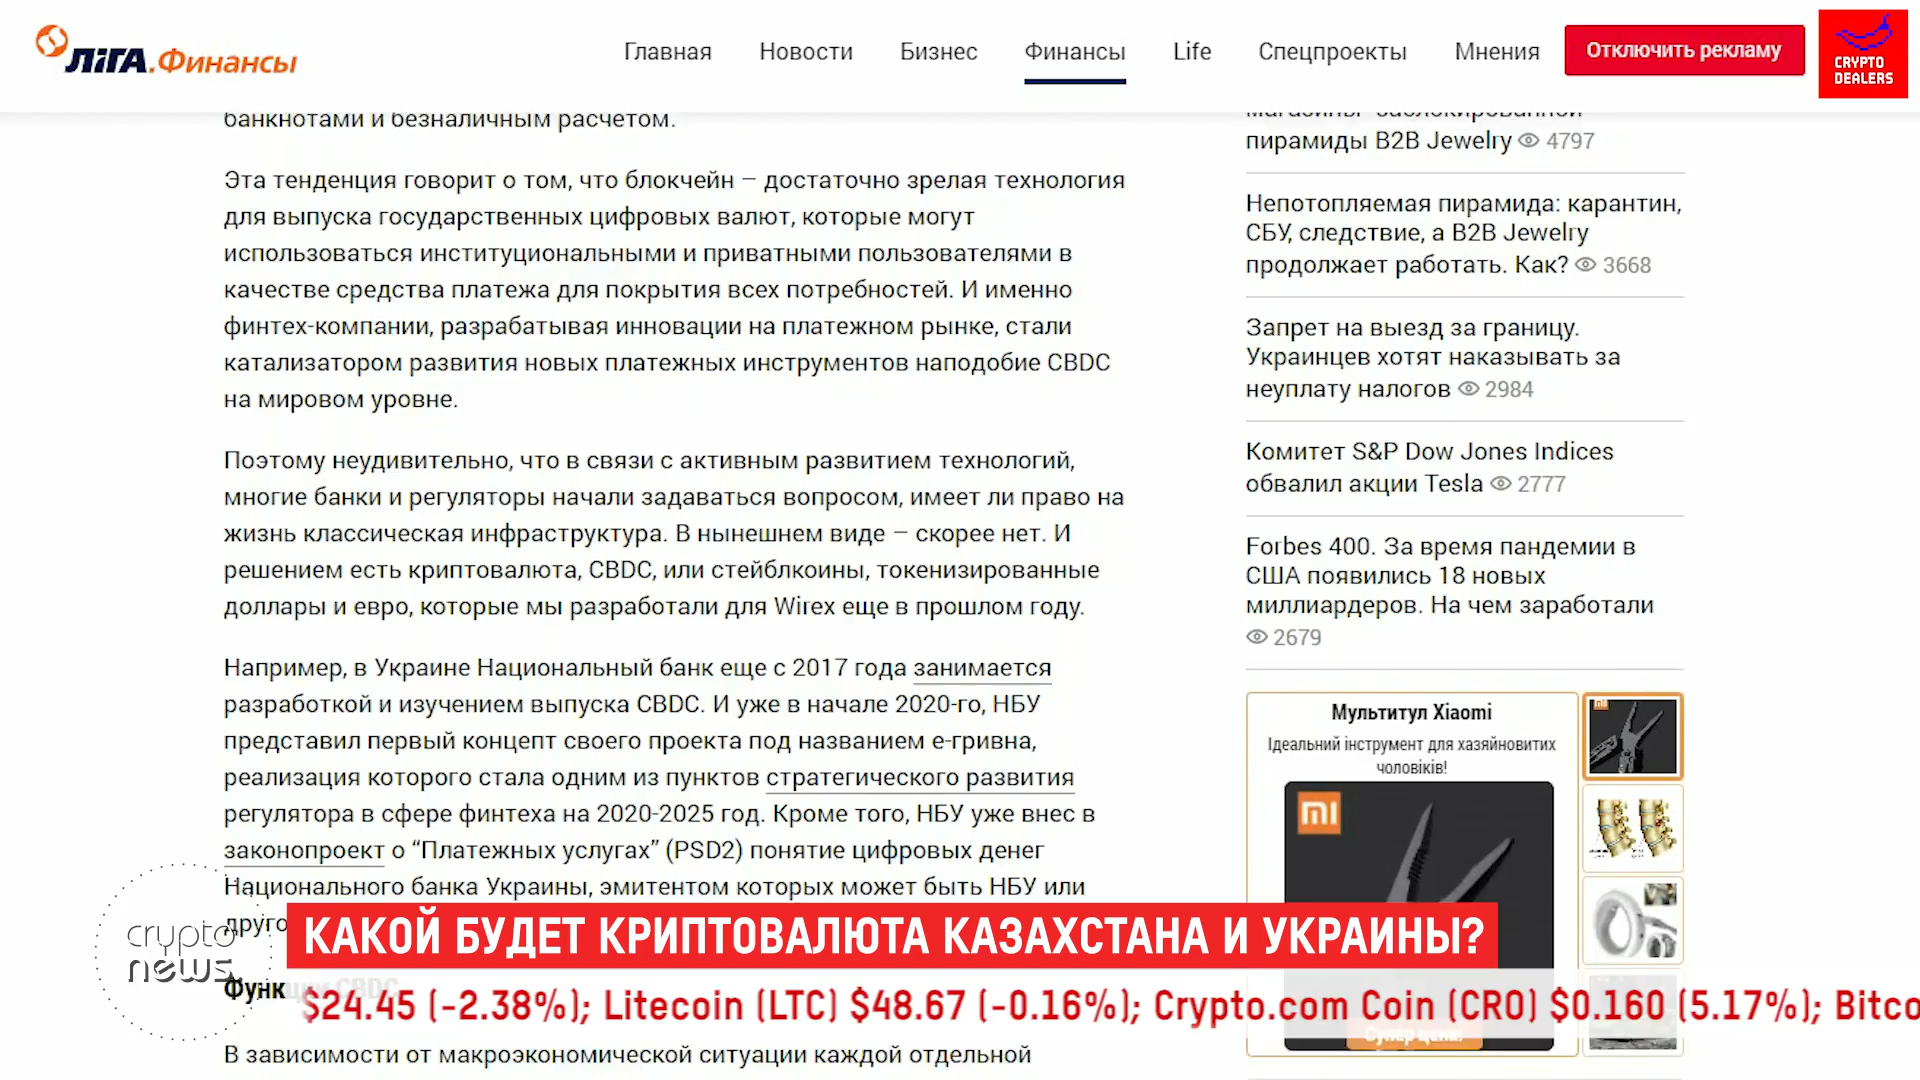 ЛІГА.Финансы
Главная Новости Бизнес Финансы Life Спецпроекты Мнения Отключить рекламу
CRYPTO
DEALERS
банкнотами и безналичным расчетом.
Эта тенденция говорит о том, что блокчейн – достаточно зрелая технология
для выпуска государственных цифровых валют, которые могут
использоваться институциональными и приватными пользователями в
качестве средства платежа для покрытия всех потребностей. И именно
финтех-компании, разрабатывая инновации на платежном рынке, стали
катализатором развития новых платежных инструментов наподобие CBDC
на мировом уровне.
Поэтому неудивительно, что в связи с активным развитием технологий,
многие банки и регуляторы начали задаваться вопросом, имеет ли право на
жизнь классическая инфраструктура. В нынешнем виде – скорее нет. И
решением есть криптовалюта, CBDC, или стейблкоины, токенизированные
доллары и евро, которые мы разработали для Wirex еще в прошлом году.
Например, в Украине Национальный банк еще с 2017 года занимается
разработкой и изучением выпуска CBDC. И уже в начале 2020-го, НБУ
представил первый концепт своего проекта под названием е-гривна,
реализация которого стала одним из пунктов стратегического развития
регулятора в сфере финтеха на 2020-2025 год. Кроме того, НБУ уже внес в
законопроект о “Платежных услугах” (PSD2) понятие цифровых денег
Национального банка Украины, эмитентом которых может быть НБУ или
друго
Функции CBDC
В зависимости от макроэкономической ситуации каждой отдельной
пирамиды B2B Jewelry 4797
Непотопляемая пирамида: карантин,
СБУ, следствие, а B2B Jewelry
продолжает работать. Как? 3668
Запрет на выезд за границу.
Украинцев хотят наказывать за
неуплату налогов 2984
Комитет S&P Dow Jones Indices
обвалил акции Tesla 2777
Forbes 400. За время пандемии в
США появились 18 новых
миллиардеров. На чем заработали
2679
Мультитул Xiaomi
Ідеальний інструмент для хазяйновитих
чоловіків!
Супер цена!
crypto
news
КАКОЙ БУДЕТ КРИПТОВАЛЮТА КАЗАХСТАНА И УКРАИНЫ?
$24.45 (-2.38%); Litecoin (LTC) $48.67 (-0.16%); Crypto.com Coin (CRO) $0.160 (5.17%); Bitco